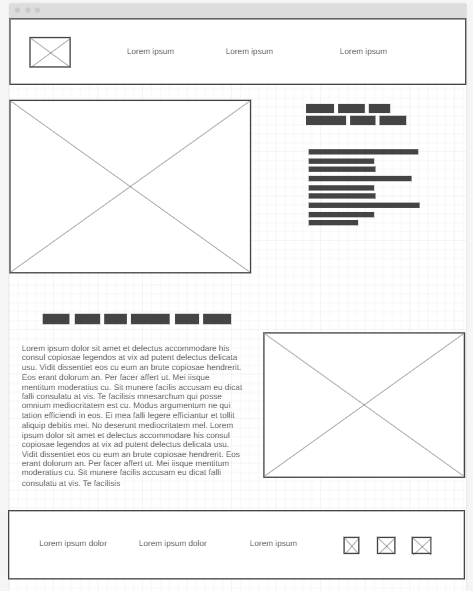 Lorem ipsum
Lorem ipsum
Lorem ipsum
Lorem ipsum dolor sit amet et delectus accommodare his
consul copiosae legendos at vix ad putent delectus delicata
usu. Vidit dissentiet eos cu eum an brute copiosae hendrerit.
Eos erant dolorum an. Per facer affert ut. Mei iisque
mentitum moderatius cu. Sit munere facilis accusam eu dicat
falli consulatu at vis. Te facilisis mnesarchum qui posse
omnium mediocritatem est cu. Modus argumentum ne qui
tation efficiendi in eos. Ei mea falli legere efficiantur et tollit
aliquip debitis mei. No deserunt mediocritatem mel. Lorem
ipsum dolor sit amet et delectus accommodare his consul
copiosae legendos at vix ad putent delectus delicata usu.
Vidit dissentiet eos cu eum an brute copiosae hendrerit. Eos
erant dolorum an. Per facer affert ut. Mei iisque mentitum
moderatius cu. Sit munere facilis accusam eu dicat falli
consulatu at vis. Te facilisis
Lorem ipsum dolor
Lorem ipsum dolor
Lorem ipsum